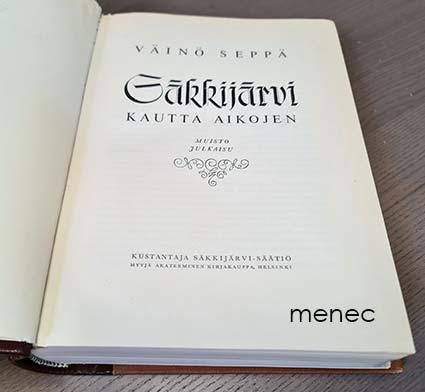 VÄINÖ SEPPÄ
Säkkijärvi
KAUTTA AIKOJEN
MUISTO
JULKAISU
KUSTANTAJA SÄKKIJÄRVI-SÄÄTIÖ
MYYJÄ AKATEEMINEN KIRJAKAUPPA, HELSINKI
menec